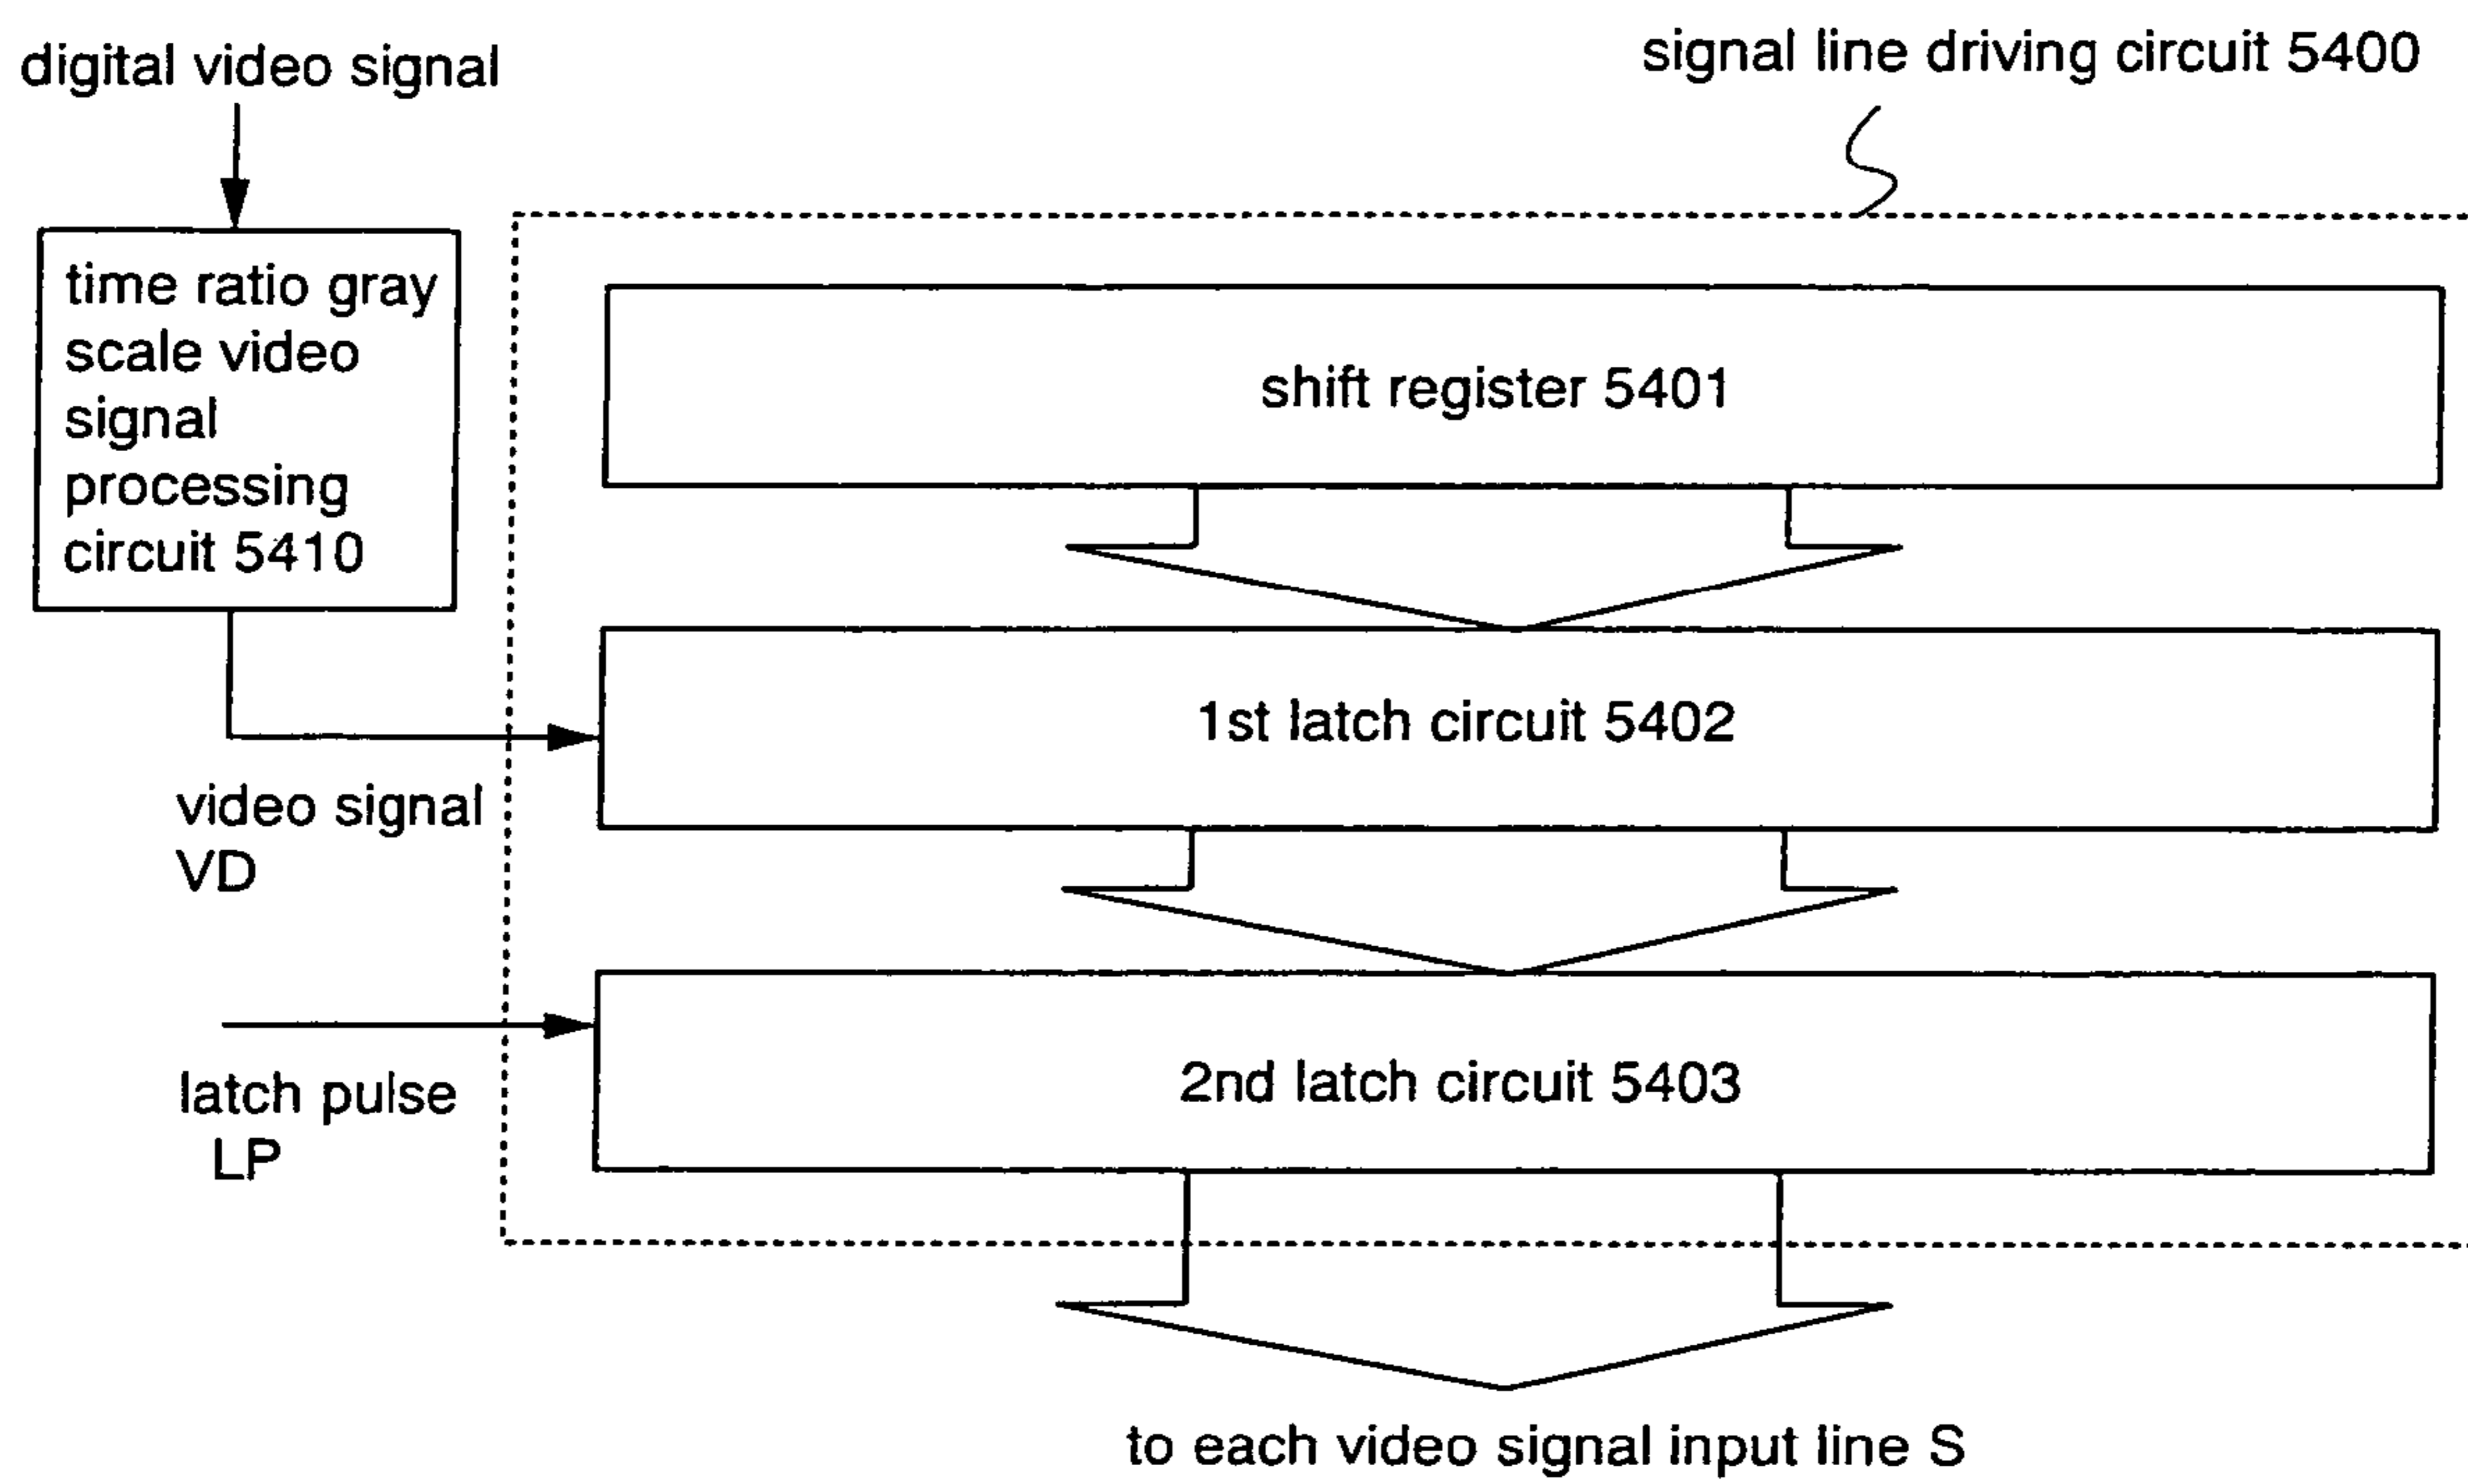 digital video signal
signal line driving circuit 5400
time ratio gray
scale video
signal
processing
circuit 5410
shift register 5401
1st latch circuit 5402
video signal
VD
2nd latch circuit 5403
latch pulse
LP
to each video signal input line S